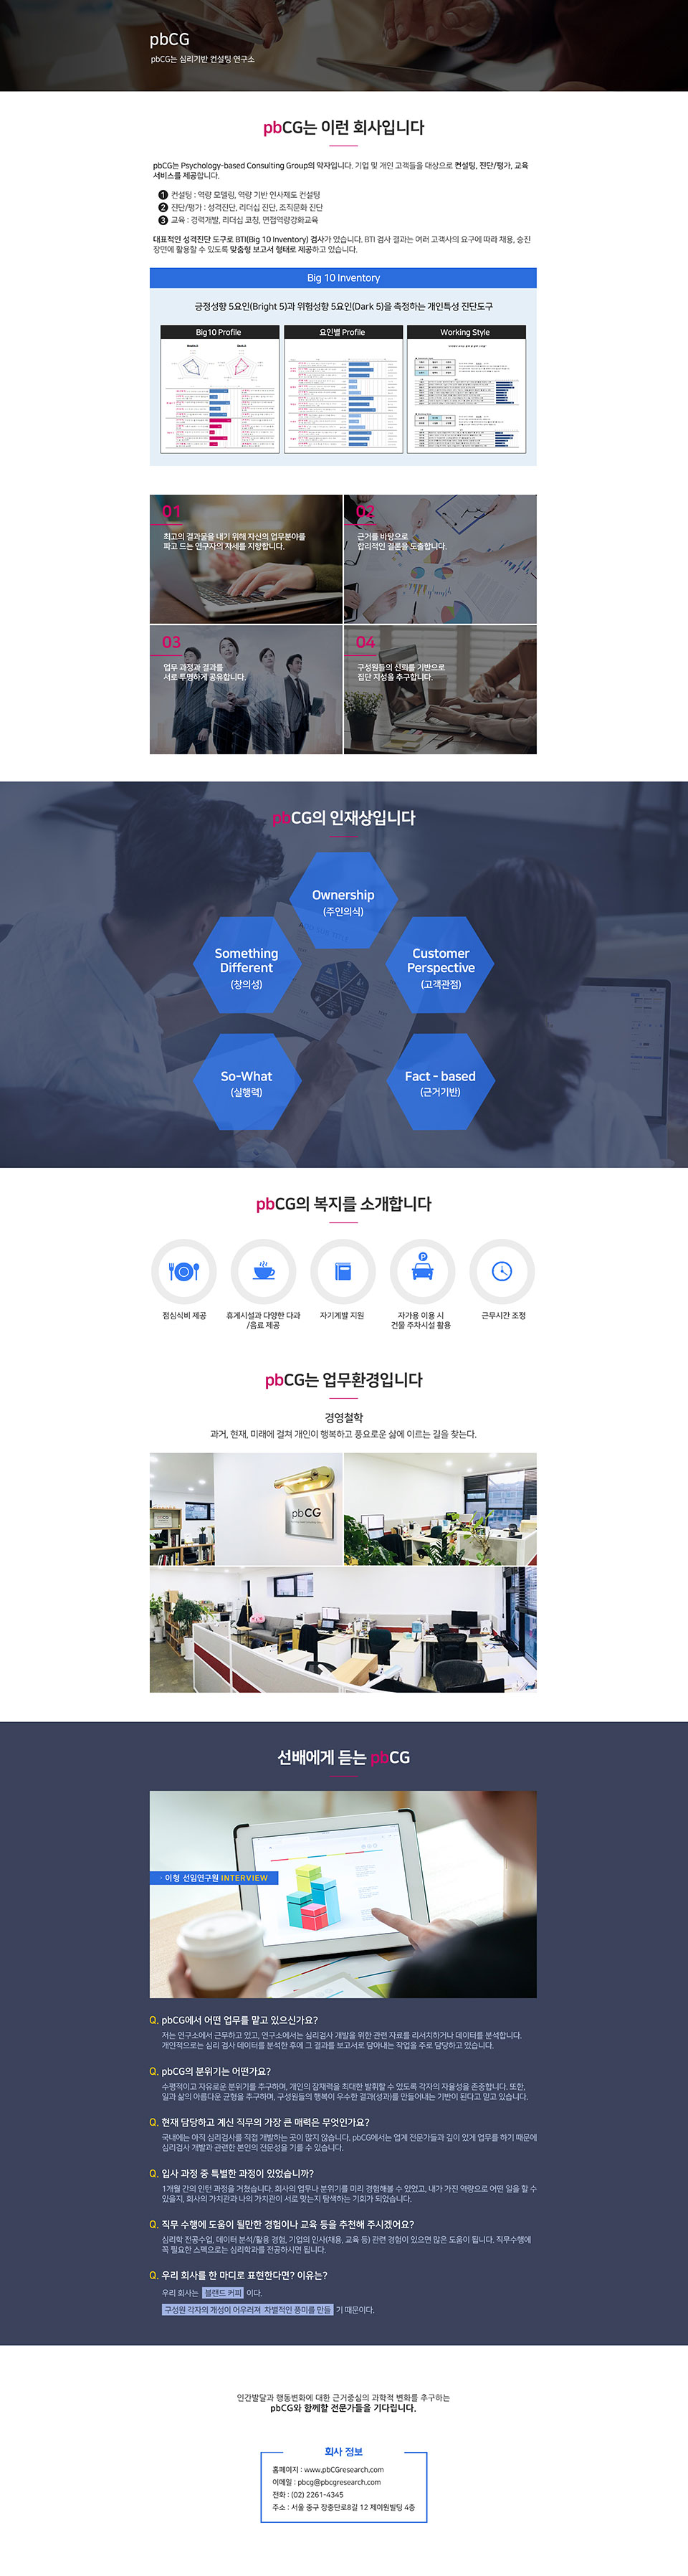 pbCG
pbCG는 심리기반 컨설팅 연구소
pbCG는 이런 회사입니다
pbCG는 Psychology-based Consulting Group의 약자입니다. 기업 및 개인 고객들을 대상으로 컨설팅, 진단/평가, 교육
서비스를 제공합니다.
1 컨설팅 : 역량 모델링, 역량 기반 인사제도 컨설팅
2 진단/평가 : 성격진단, 리더십 진단, 조직문화 진단
3 교육 : 경력개발, 리더십 코칭, 면접역량강화교육
대표적인 성격진단 도구로 BTI(Big 10 Inventory) 검사가 있습니다. BTI 검사 결과는 여러 고객사의 요구에 따라 채용, 승진
장면에 활용할 수 있도록 맞춤형 보고서 형태로 제공하고 있습니다.
Big 10 Inventory
긍정성향 5요인(Bright 5)과 위험성향 5요인(Dark 5)을 측정하는 개인특성 진단도구
Big10 Profile
요인별 Profile
Working Style
01
최고의 결과물을 내기 위해 자신의 업무분야를
파고 드는 연구자의 자세를 지향합니다.
02
근거를 바탕으로
합리적인 결론을 도출합니다.
03
업무 과정과 결과를
서로 투명하게 공유합니다.
04
구성원들의 신뢰를 기반으로
집단 지성을 추구합니다.
pbCG의 인재상입니다
Ownership
(주인의식)
Something
Different
(창의성)
Customer
Perspective
(고객관점)
So-What
(실행력)
Fact - based
(근거기반)
pbCG의 복지를 소개합니다
점심식비 제공
휴게시설과 다양한 다과
/음료 제공
자기계발 지원
자가용 이용 시
건물 주차시설 활용
근무시간 조정
pbCG는 업무환경입니다
경영철학
과거, 현재, 미래에 걸쳐 개인이 행복하고 풍요로운 삶에 이르는 길을 찾는다.
pbCG
선배에게 듣는 pbCG
· 이형 선임연구원 INTERVIEW
Q. pbCG에서 어떤 업무를 맡고 있으신가요?
저는 연구소에서 근무하고 있고, 연구소에서는 심리검사 개발을 위한 관련 자료를 리서치하거나 데이터를 분석합니다.
개인적으로는 심리 검사 데이터를 분석한 후에 그 결과를 보고서로 담아내는 작업을 주로 담당하고 있습니다.
Q. pbCG의 분위기는 어떤가요?
수평적이고 자유로운 분위기를 추구하며, 개인의 잠재력을 최대한 발휘할 수 있도록 각자의 자율성을 존중합니다. 또한,
일과 삶의 아름다운 균형을 추구하며, 구성원들의 행복이 우수한 결과(성과)를 만들어내는 기반이 된다고 믿고 있습니다.
Q. 현재 담당하고 계신 직무의 가장 큰 매력은 무엇인가요?
국내에는 아직 심리검사를 직접 개발하는 곳이 많지 않습니다. pbCG에서는 업계 전문가들과 깊이 있게 업무를 하기 때문에
심리검사 개발과 관련한 본인의 전문성을 기를 수 있습니다.
Q. 입사 과정 중 특별한 과정이 있었습니까?
1개월 간의 인턴 과정을 거쳤습니다. 회사의 업무나 분위기를 미리 경험해볼 수 있었고, 내가 가진 역량으로 어떤 일을 할 수
있을지, 회사의 가치관과 나의 가치관이 서로 맞는지 탐색하는 기회가 되었습니다.
Q. 직무 수행에 도움이 될만한 경험이나 교육 등을 추천해 주시겠어요?
심리학 전공수업, 데이터 분석/활용 경험, 기업의 인사(채용, 교육 등) 관련 경험이 있으면 많은 도움이 됩니다. 직무수행에
꼭 필요한 스펙으로는 심리학과를 전공하시면 됩니다.
Q. 우리 회사를 한 마디로 표현한다면? 이유는?
우리 회사는 블랜드 커피 이다.
구성원 각자의 개성이 어우러져 차별적인 풍미를 만들 기 때문이다.
인간발달과 행동변화에 대한 근거중심의 과학적 변화를 추구하는
pbCG와 함께할 전문가들을 기다립니다.
회사 정보
홈페이지 : www.pbCGresearch.com
이메일 : pbcg@pbcgresearch.com
전화 : (02) 2261-4345
주소 : 서울 중구 장충단로8길 12 제이원빌딩 4층